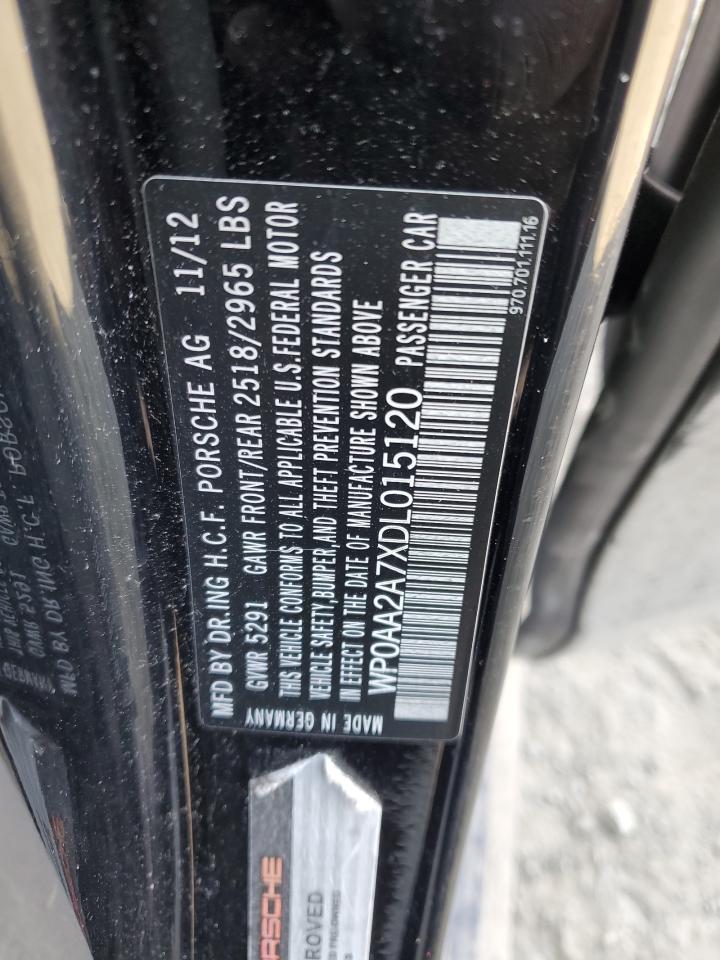 MFD BY DR.ING H.C.F. PORSCHE AG 11/12
GVWR 5291 GAWR FRONT/REAR 2518/2965 LBS
THIS VEHICLE CONFORMS TO ALL APPLICABLE U.S.FEDERAL MOTOR
VEHICLE SAFETY,BUMPER,AND THEFT PREVENTION STANDARDS
IN EFFECT ON THE DATE OF MANUFACTURE SHOWN ABOVE
WP0AA2A7XDL015120 PASSENGER CAR
MADE IN GERMANY
970.701.111.16
PORSCHE